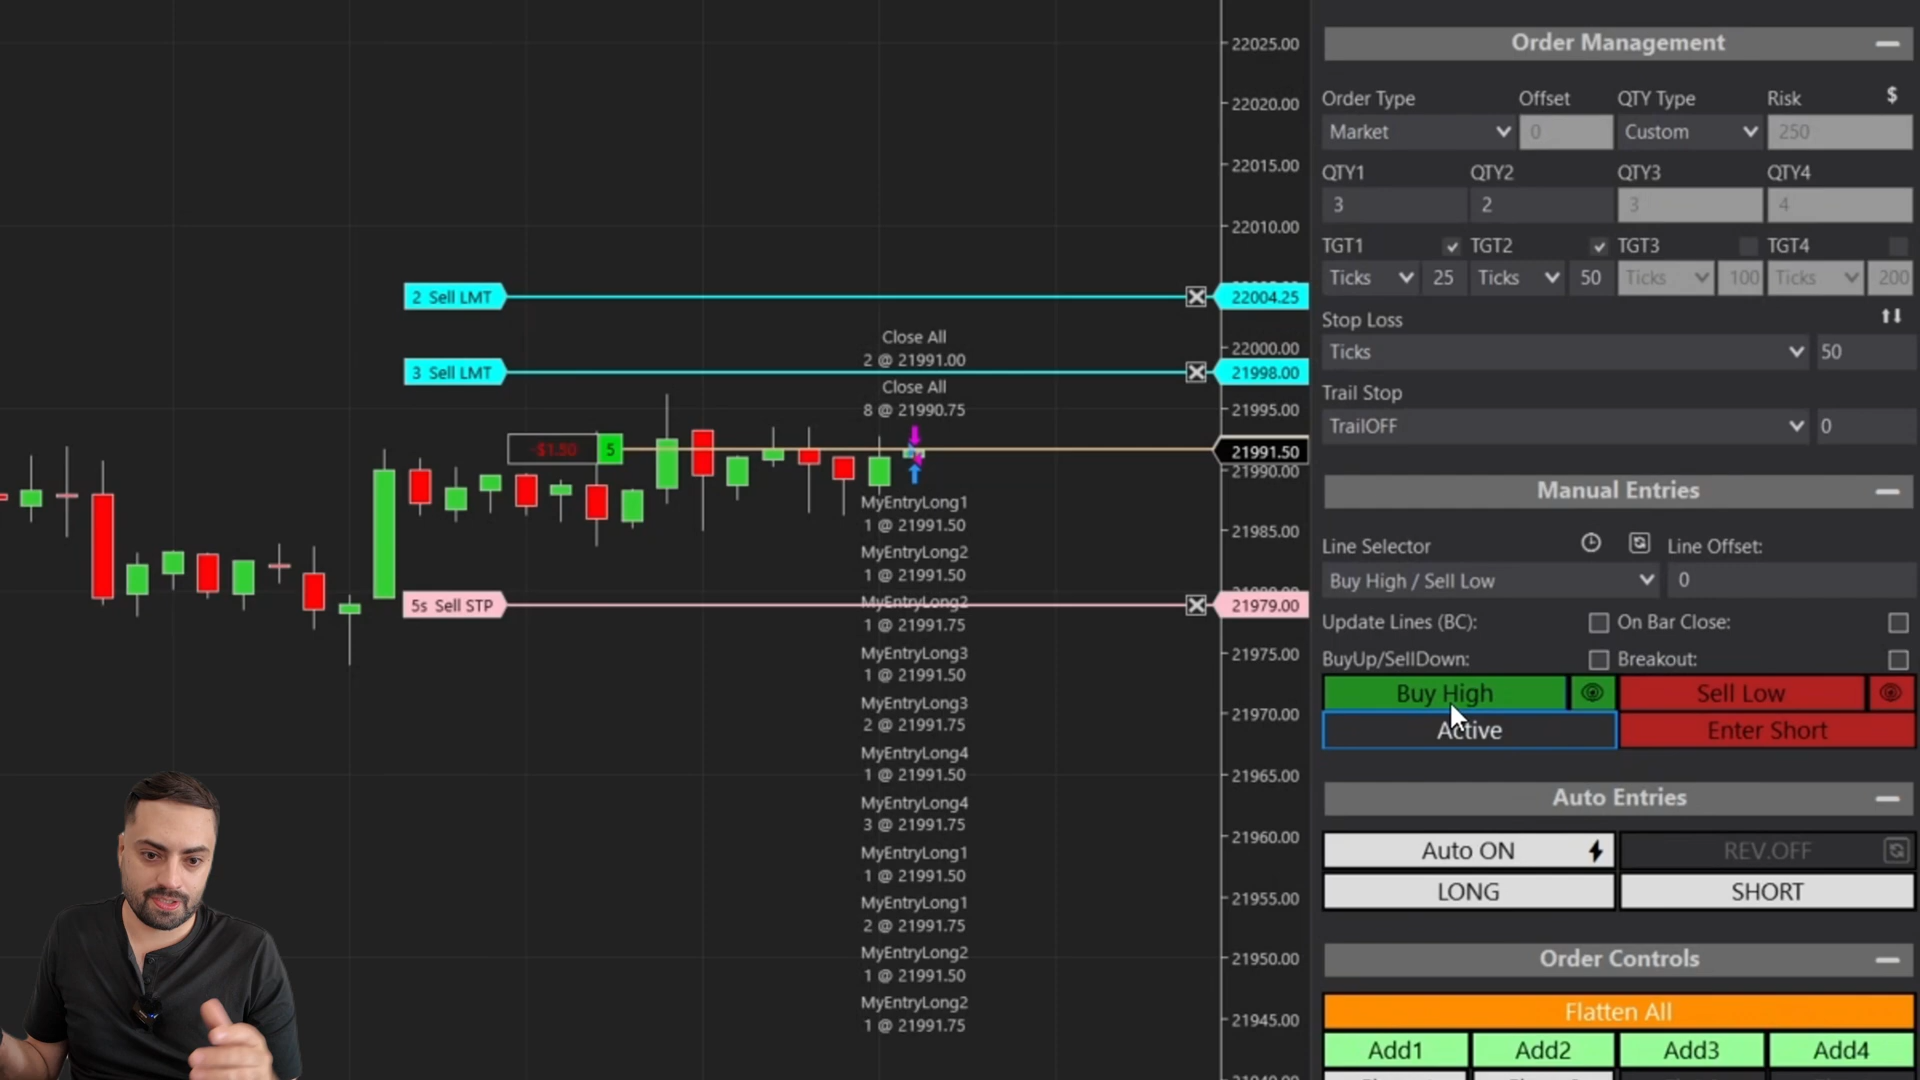 22025.00
22020.00
22015.00
22010.00
2 Sell LMT
22004.25
Close All
2 @ 21991.00
22000.00
3 Sell LMT
21998.00
Close All
8 @ 21990.75
21995.00
-$1.50
5
21991.50
21990.00
MyEntryLong1
1 @ 21991.50
21985.00
MyEntryLong2
1 @ 21991.50
5s Sell STP
MyEntryLong2
21979.00
1 @ 21991.75
MyEntryLong3
1 @ 21991.50
21975.00
MyEntryLong3
2 @ 21991.75
21970.00
MyEntryLong4
1 @ 21991.50
21965.00
MyEntryLong4
3 @ 21991.75
21960.00
MyEntryLong1
1 @ 21991.50
21955.00
MyEntryLong1
2 @ 21991.75
MyEntryLong2
1 @ 21991.50
21950.00
MyEntryLong2
1 @ 21991.75
21945.00
Order Management
Order Type Offset QTY Type Risk $
Market 0 Custom 250
QTY1 QTY2 QTY3 QTY4
3 2 3 4
TGT1 TGT2 TGT3 TGT4
Ticks 25 Ticks 50 Ticks 100 Ticks 200
Stop Loss
Ticks 50
Trail Stop
TrailOFF 0
Manual Entries
Line Selector Line Offset:
Buy High / Sell Low 0
Update Lines (BC): On Bar Close:
BuyUp/SellDown: Breakout:
Buy High Sell Low
Active Enter Short
Auto Entries
Auto ON REV.OFF
LONG SHORT
Order Controls
Flatten All
Add1 Add2 Add3 Add4